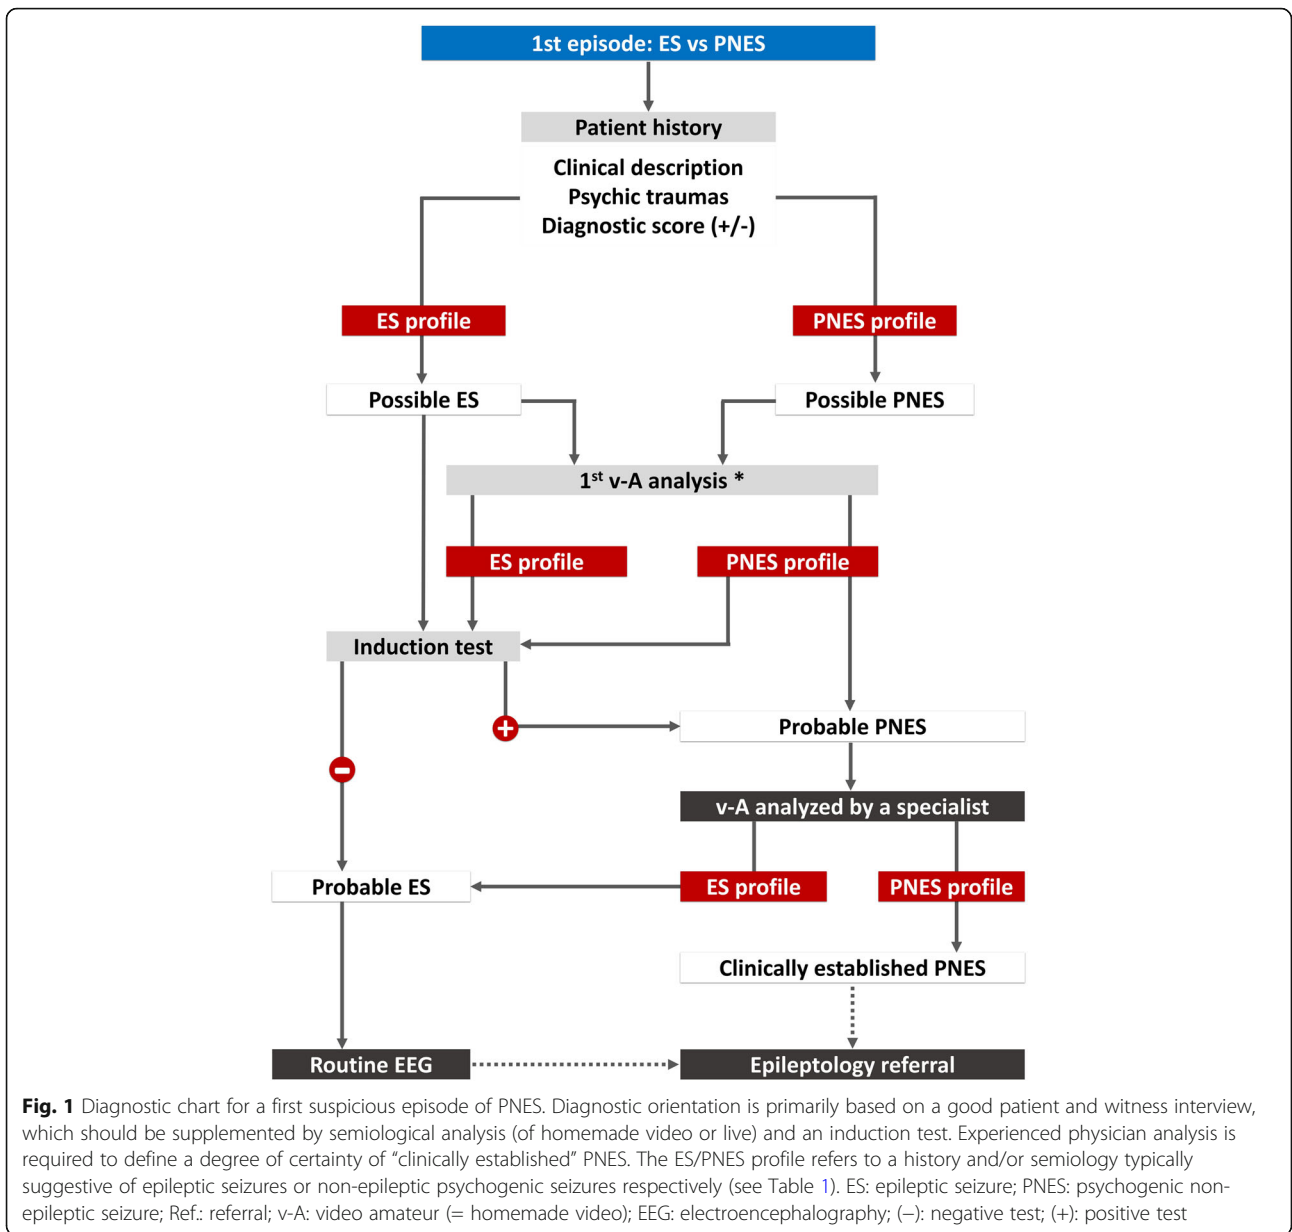 1st episode: ES vs PNES
Patient history
Clinical description
Psychic traumas
Diagnostic score (+/-)
ES profile
PNES profile
Possible ES
Possible PNES
1st v-A analysis *
ES profile
PNES profile
Induction test
+
Probable PNES
−
v-A analyzed by a specialist
Probable ES
ES profile
PNES profile
Clinically established PNES
Routine EEG
Epileptology referral
Fig. 1 Diagnostic chart for a first suspicious episode of PNES. Diagnostic orientation is primarily based on a good patient and witness interview,
which should be supplemented by semiological analysis (of homemade video or live) and an induction test. Experienced physician analysis is
required to define a degree of certainty of “clinically established” PNES. The ES/PNES profile refers to a history and/or semiology typically
suggestive of epileptic seizures or non-epileptic psychogenic seizures respectively (see Table 1). ES: epileptic seizure; PNES: psychogenic non-
epileptic seizure; Ref.: referral; v-A: video amateur (= homemade video); EEG: electroencephalography; (−): negative test; (+): positive test